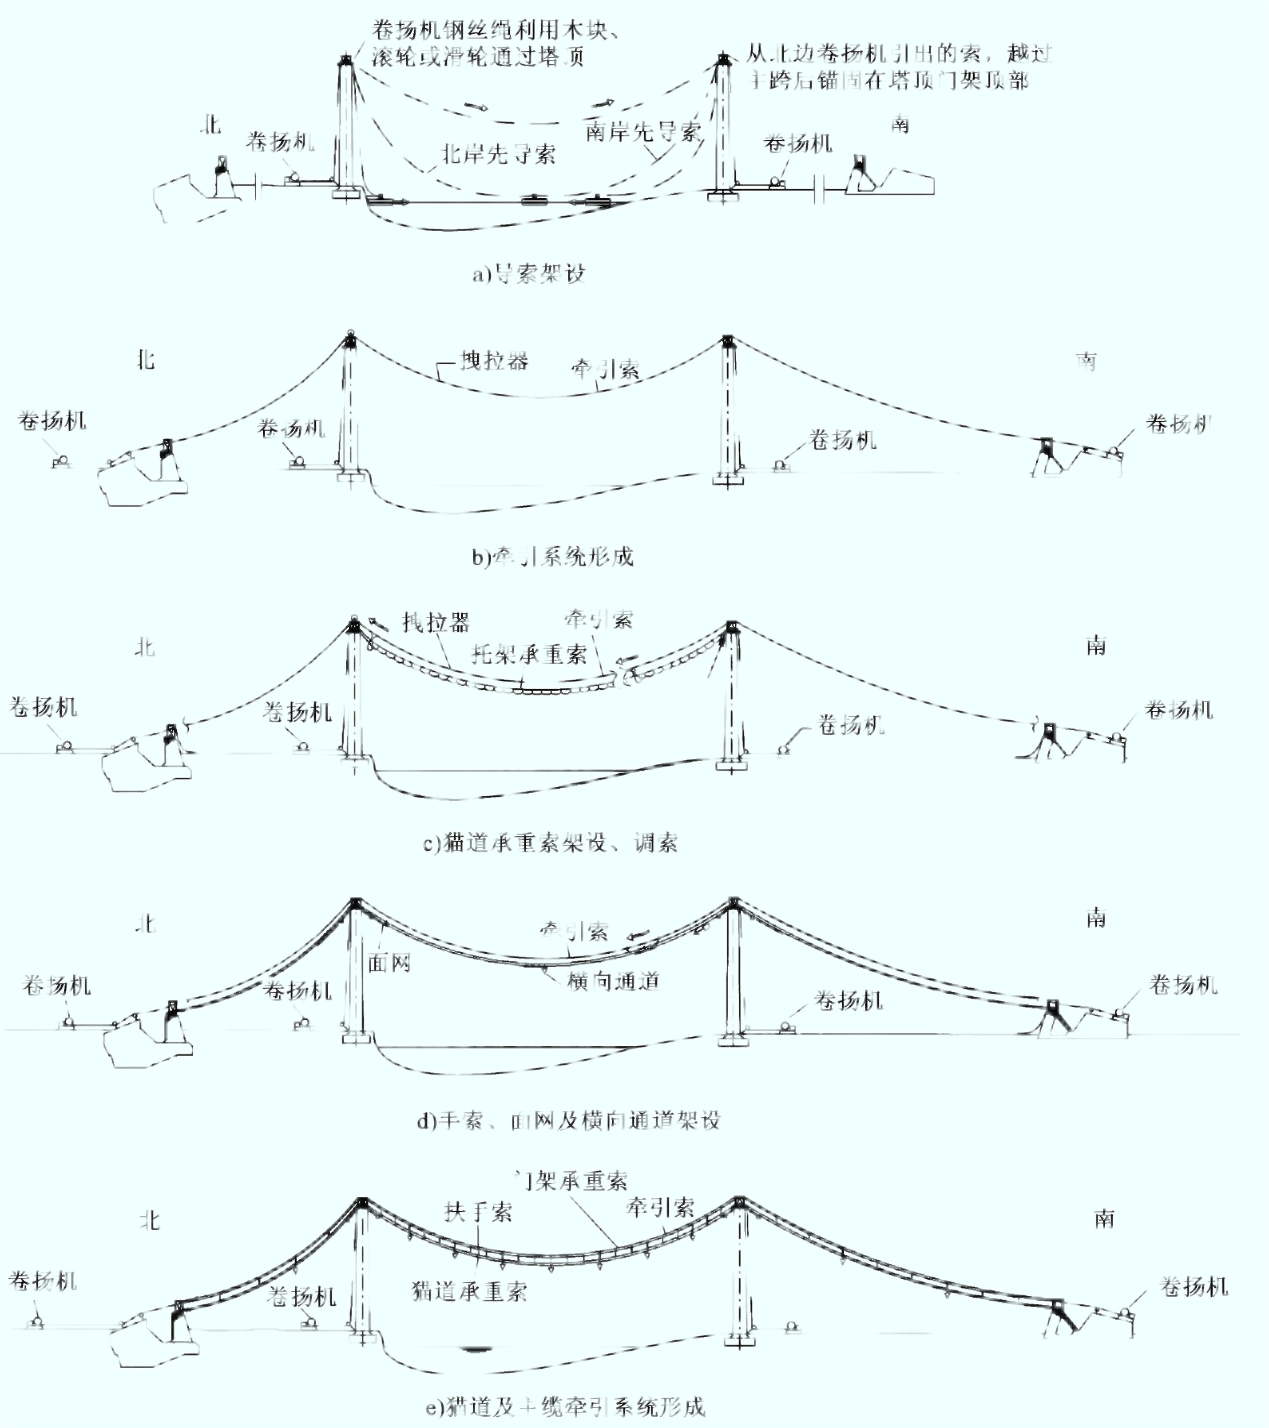 卷扬机钢丝绳利用木块、
滚轮或滑轮通过塔顶
从北边卷扬机引出的索，越过
主跨后锚固在塔顶门架顶部
北
南
卷扬机
北岸先导索
南岸先导索
卷扬机
a)导索架设
北
拽拉器
牵引索
南
卷扬机
卷扬机
卷扬机
卷扬机
b)牵引系统形成
北
拽拉器
牵引索
托架承重索
南
卷扬机
卷扬机
卷扬机
卷扬机
c)猫道承重索架设、调索
北
牵引索
南
面网
横向通道
卷扬机
卷扬机
卷扬机
卷扬机
d)手索、面网及横向通道架设
门架承重索
北
扶手索
牵引索
南
卷扬机
卷扬机
猫道承重索
卷扬机
e)猫道及主缆牵引系统形成